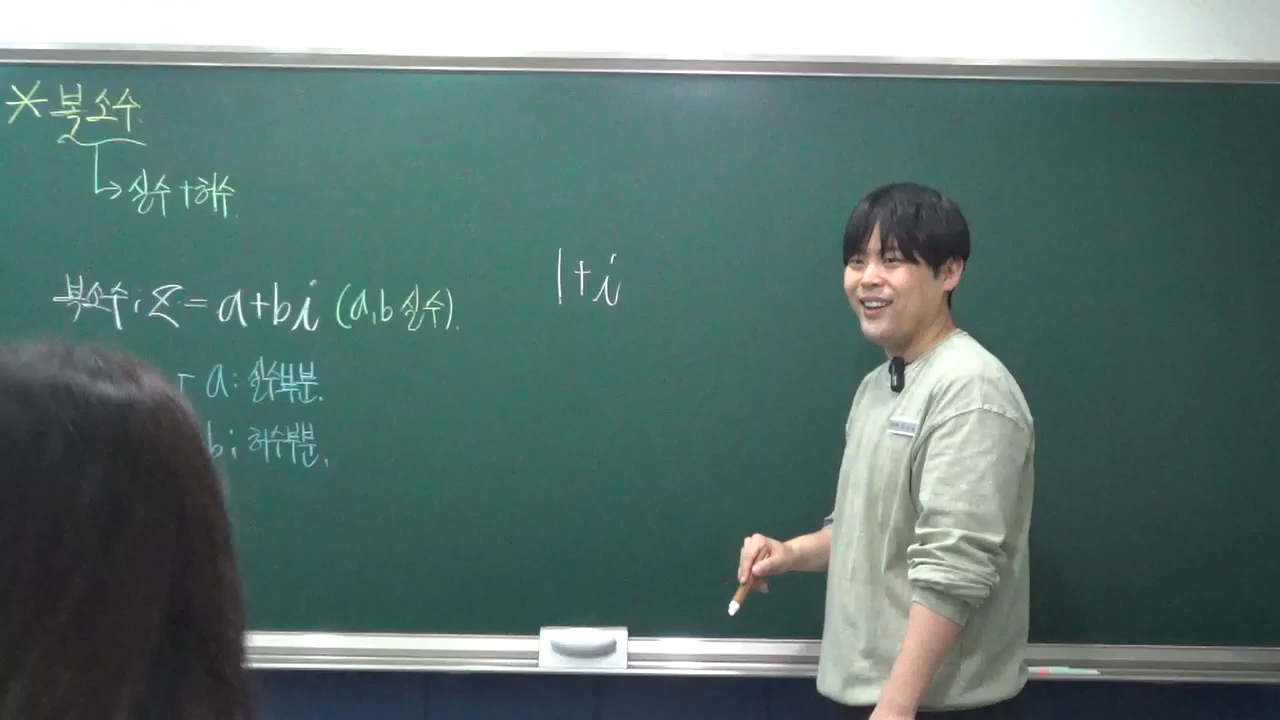 * 복소수.
→ 실수 + 허수.
복소수 : z = a+bi (a, b 실수).
a : 실수부분.
b : 허수부분.
1+i